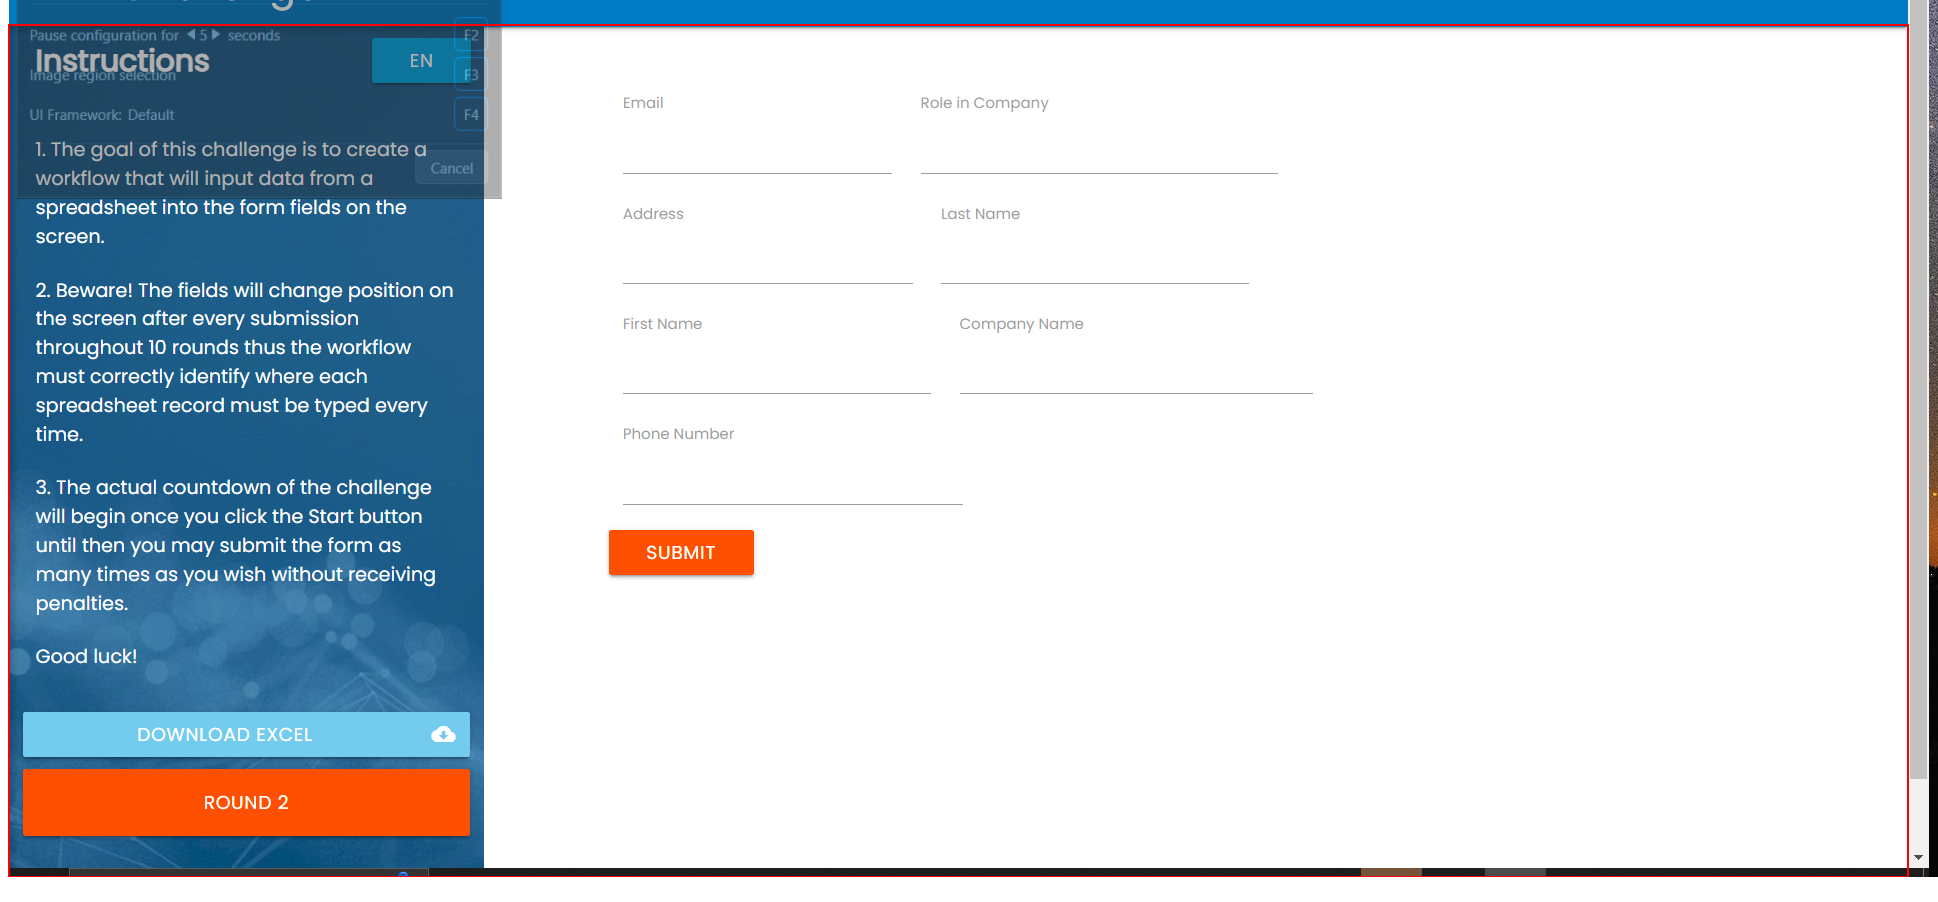 Pause configuration for 5 seconds
F2
Instructions
EN
Image region selection
F3
UI Framework: Default
F4
Cancel
1. The goal of this challenge is to create a
workflow that will input data from a
spreadsheet into the form fields on the
screen.
2. Beware! The fields will change position on
the screen after every submission
throughout 10 rounds thus the workflow
must correctly identify where each
spreadsheet record must be typed every
time.
3. The actual countdown of the challenge
will begin once you click the Start button
until then you may submit the form as
many times as you wish without receiving
penalties.
Good luck!
DOWNLOAD EXCEL
ROUND 2
Email
Role in Company
Address
Last Name
First Name
Company Name
Phone Number
SUBMIT